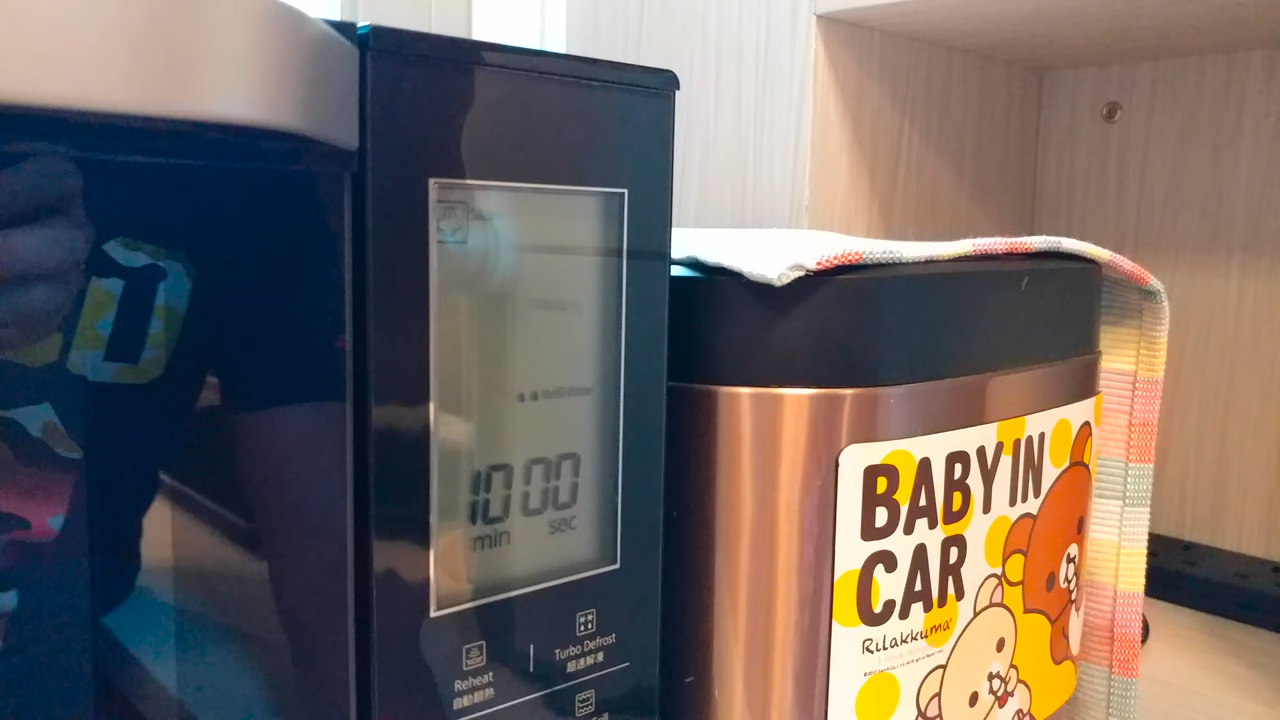 10 00
min sec
Reheat
自動翻熱
Turbo Defrost
超速解凍
BABY IN
CAR
Rilakkuma